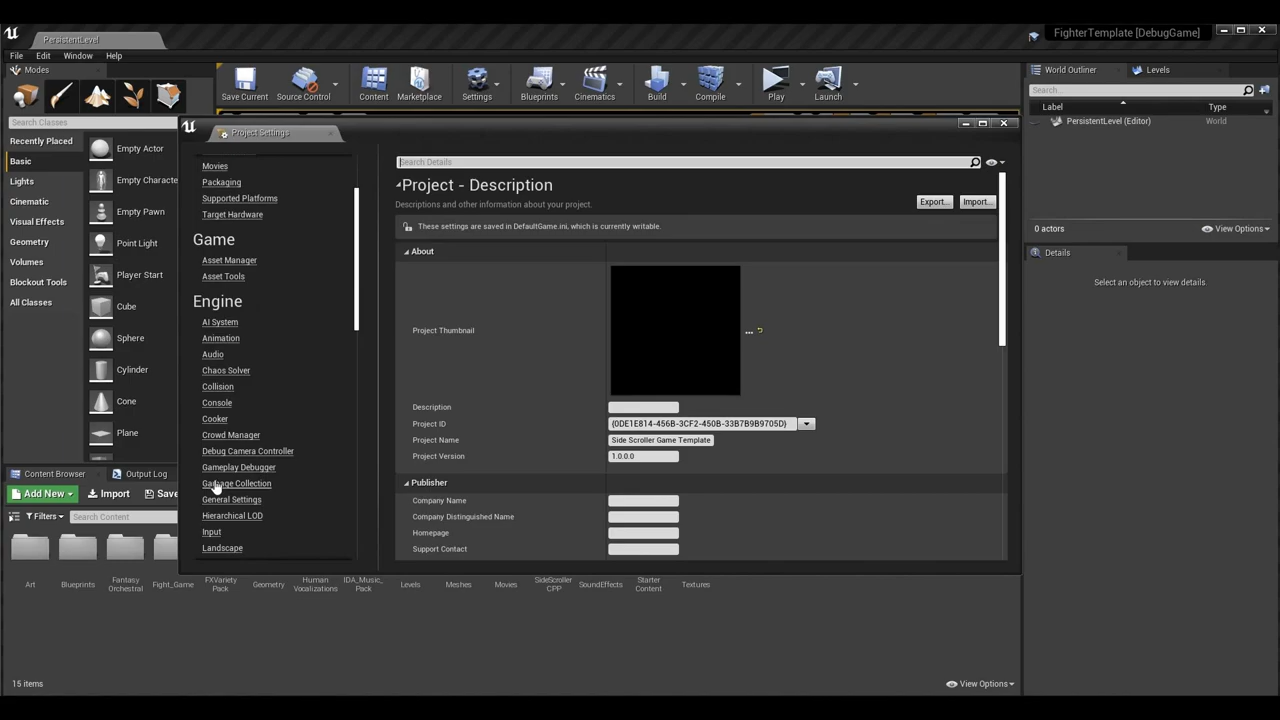 PersistentLevel
FighterTemplate [DebugGame]
File Edit Window Help
Modes
Search Classes
Recently Placed
Basic
Lights
Cinematic
Visual Effects
Geometry
Volumes
Blockout Tools
All Classes
Empty Actor
Empty Characte
Empty Pawn
Point Light
Player Start
Cube
Sphere
Cylinder
Cone
Plane
Save Current
Source Control
Content
Marketplace
Settings
Blueprints
Cinematics
Build
Compile
Play
Launch
World Outliner
Levels
Search...
Label Type
PersistentLevel (Editor) World
0 actors
View Options
Details
Select an object to view details.
Project Settings
Movies
Packaging
Supported Platforms
Target Hardware
Game
Asset Manager
Asset Tools
Engine
AI System
Animation
Audio
Chaos Solver
Collision
Console
Cooker
Crowd Manager
Debug Camera Controller
Gameplay Debugger
Garbage Collection
General Settings
Hierarchical LOD
Input
Landscape
Search Details
Project - Description
Descriptions and other information about your project.
Export...
Import...
These settings are saved in DefaultGame.ini, which is currently writable.
About
Project Thumbnail
...
Description
Project ID {0DE1E814-456B-3CF2-450B-33B7B9B9705D}
Project Name Side Scroller Game Template
Project Version 1.0.0.0
Publisher
Company Name
Company Distinguished Name
Homepage
Support Contact
Content Browser
Output Log
Add New
Import
Save
Filters
Search Content
Art
Blueprints
Fantasy Orchestral
Fight_Game
FXVariety Pack
Geometry
Human Vocalizations
IDA_Music_ Pack
Levels
Meshes
Movies
SideScroller CPP
SoundEffects
Starter Content
Textures
15 items
View Options